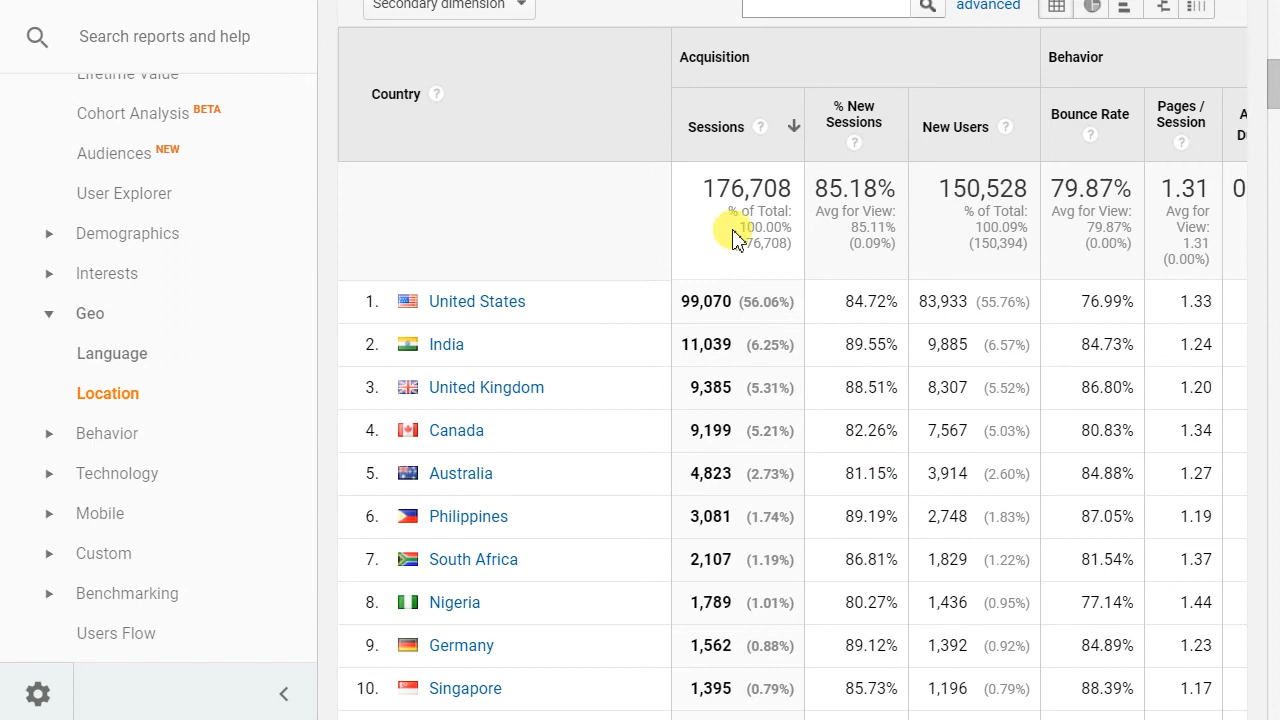 Secondary dimension
advanced
Search reports and help
Lifetime Value
Cohort Analysis BETA
Audiences NEW
User Explorer
Demographics
Interests
Geo
Language
Location
Behavior
Technology
Mobile
Custom
Benchmarking
Users Flow
Country ?
Acquisition
Behavior
Sessions ?
% New
Sessions
?
New Users ?
Bounce Rate
?
Pages /
Session
?
176,708
% of Total:
100.00%
76,708)
85.18%
Avg for View:
85.11%
(0.09%)
150,528
% of Total:
100.09%
(150,394)
79.87%
Avg for View:
79.87%
(0.00%)
1.31
Avg for
View:
1.31
(0.00%)
1. United States 99,070 (56.06%) 84.72% 83,933 (55.76%) 76.99% 1.33
2. India 11,039 (6.25%) 89.55% 9,885 (6.57%) 84.73% 1.24
3. United Kingdom 9,385 (5.31%) 88.51% 8,307 (5.52%) 86.80% 1.20
4. Canada 9,199 (5.21%) 82.26% 7,567 (5.03%) 80.83% 1.34
5. Australia 4,823 (2.73%) 81.15% 3,914 (2.60%) 84.88% 1.27
6. Philippines 3,081 (1.74%) 89.19% 2,748 (1.83%) 87.05% 1.19
7. South Africa 2,107 (1.19%) 86.81% 1,829 (1.22%) 81.54% 1.37
8. Nigeria 1,789 (1.01%) 80.27% 1,436 (0.95%) 77.14% 1.44
9. Germany 1,562 (0.88%) 89.12% 1,392 (0.92%) 84.89% 1.23
10. Singapore 1,395 (0.79%) 85.73% 1,196 (0.79%) 88.39% 1.17